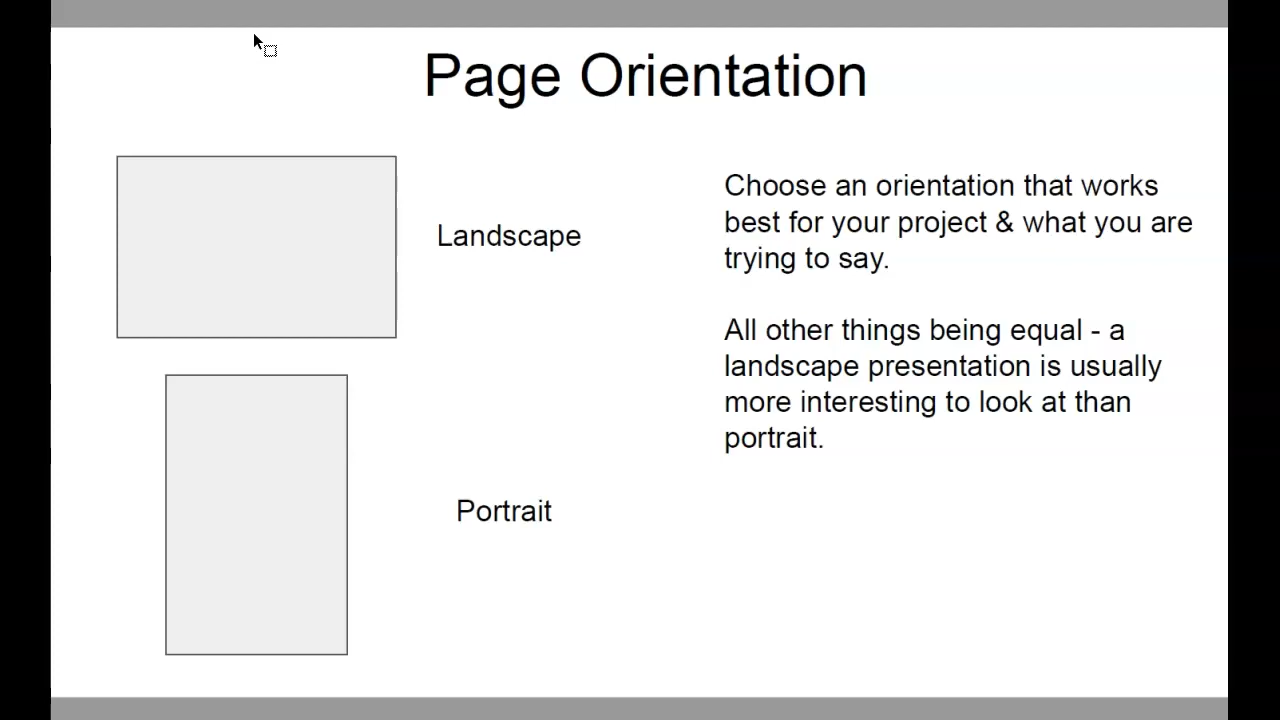 Page Orientation
Landscape
Portrait
Choose an orientation that works
best for your project & what you are
trying to say.
All other things being equal - a
landscape presentation is usually
more interesting to look at than
portrait.